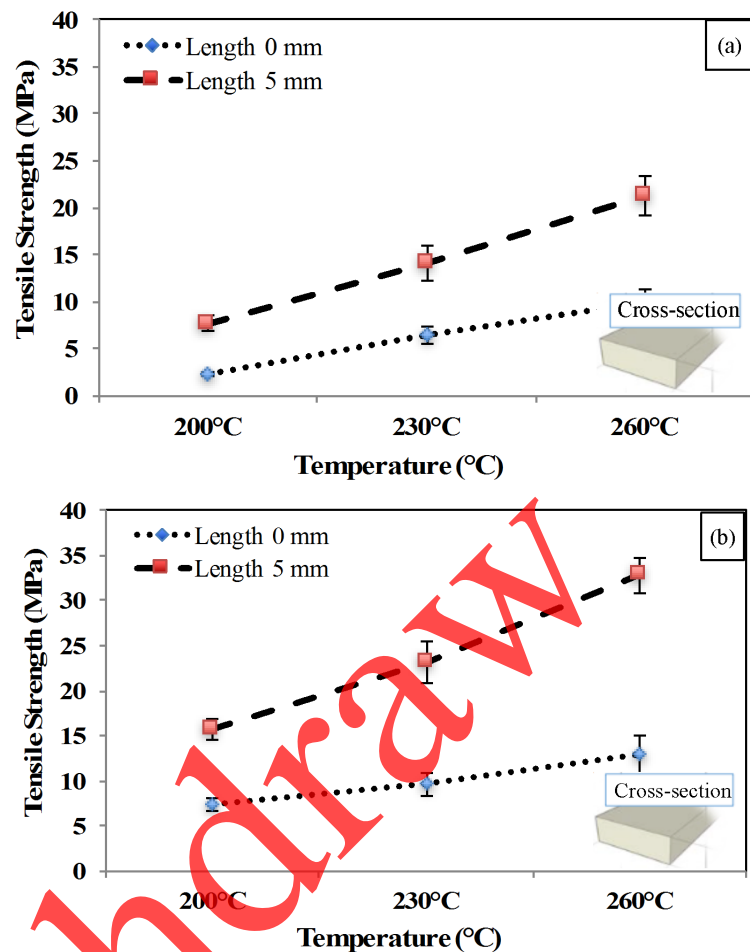 40
(a)
Length 0 mm
35
Length 5 mm
30
25
20
15
10
5
0
Tensile Strength (MPa)
Cross-section
200°C 230°C 260°C
Temperature (°C)
40
(b)
Length 0 mm
35
Length 5 mm
30
25
20
15
10
5
0
Tensile Strength (MPa)
Cross-section
200°C 230°C 260°C
Temperature (°C)
hdraw